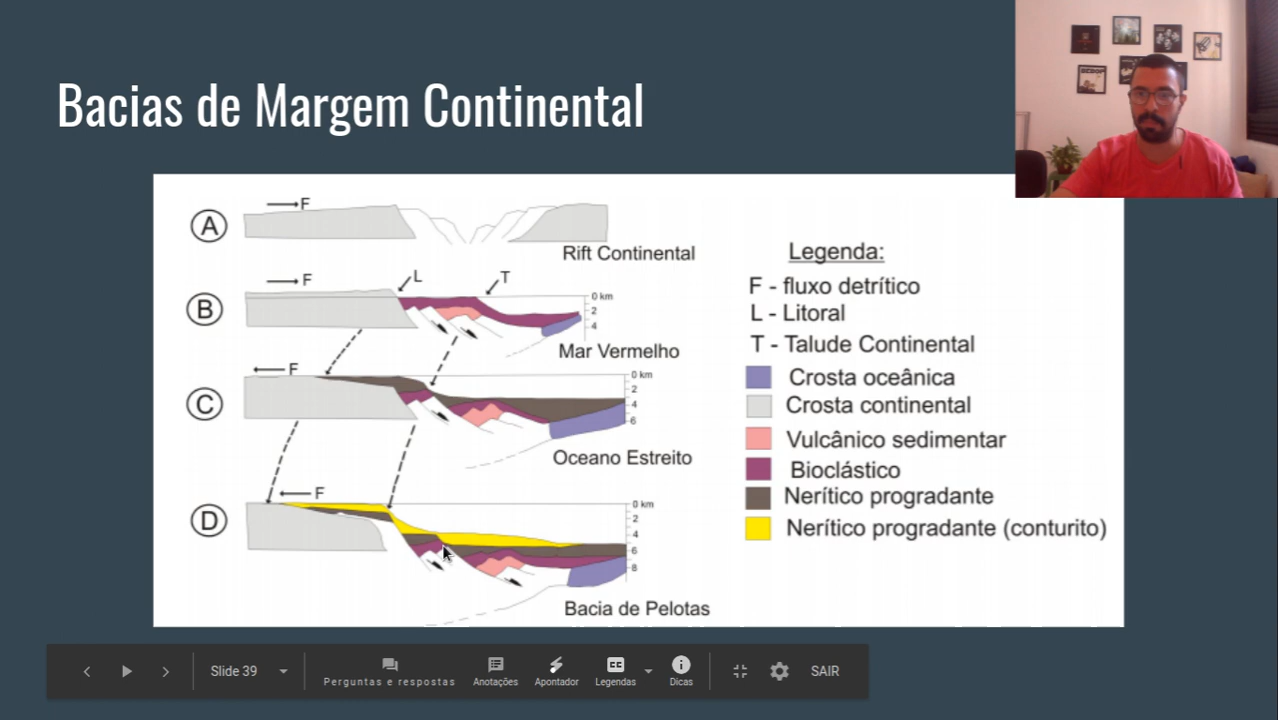 Bacias de Margem Continental
A
F
Rift Continental
B
F
L
T
0 km
2
4
Mar Vermelho
C
F
0 km
2
4
6
Oceano Estreito
D
F
0 km
2
4
6
8
Bacia de Pelotas
Legenda:
F - fluxo detrítico
L - Litoral
T - Talude Continental
Crosta oceânica
Crosta continental
Vulcânico sedimentar
Bioclástico
Nerítico progradante
Nerítico progradante (conturito)
Slide 39
Perguntas e respostas
Anotações
Apontador
CC
Legendas
Dicas
SAIR